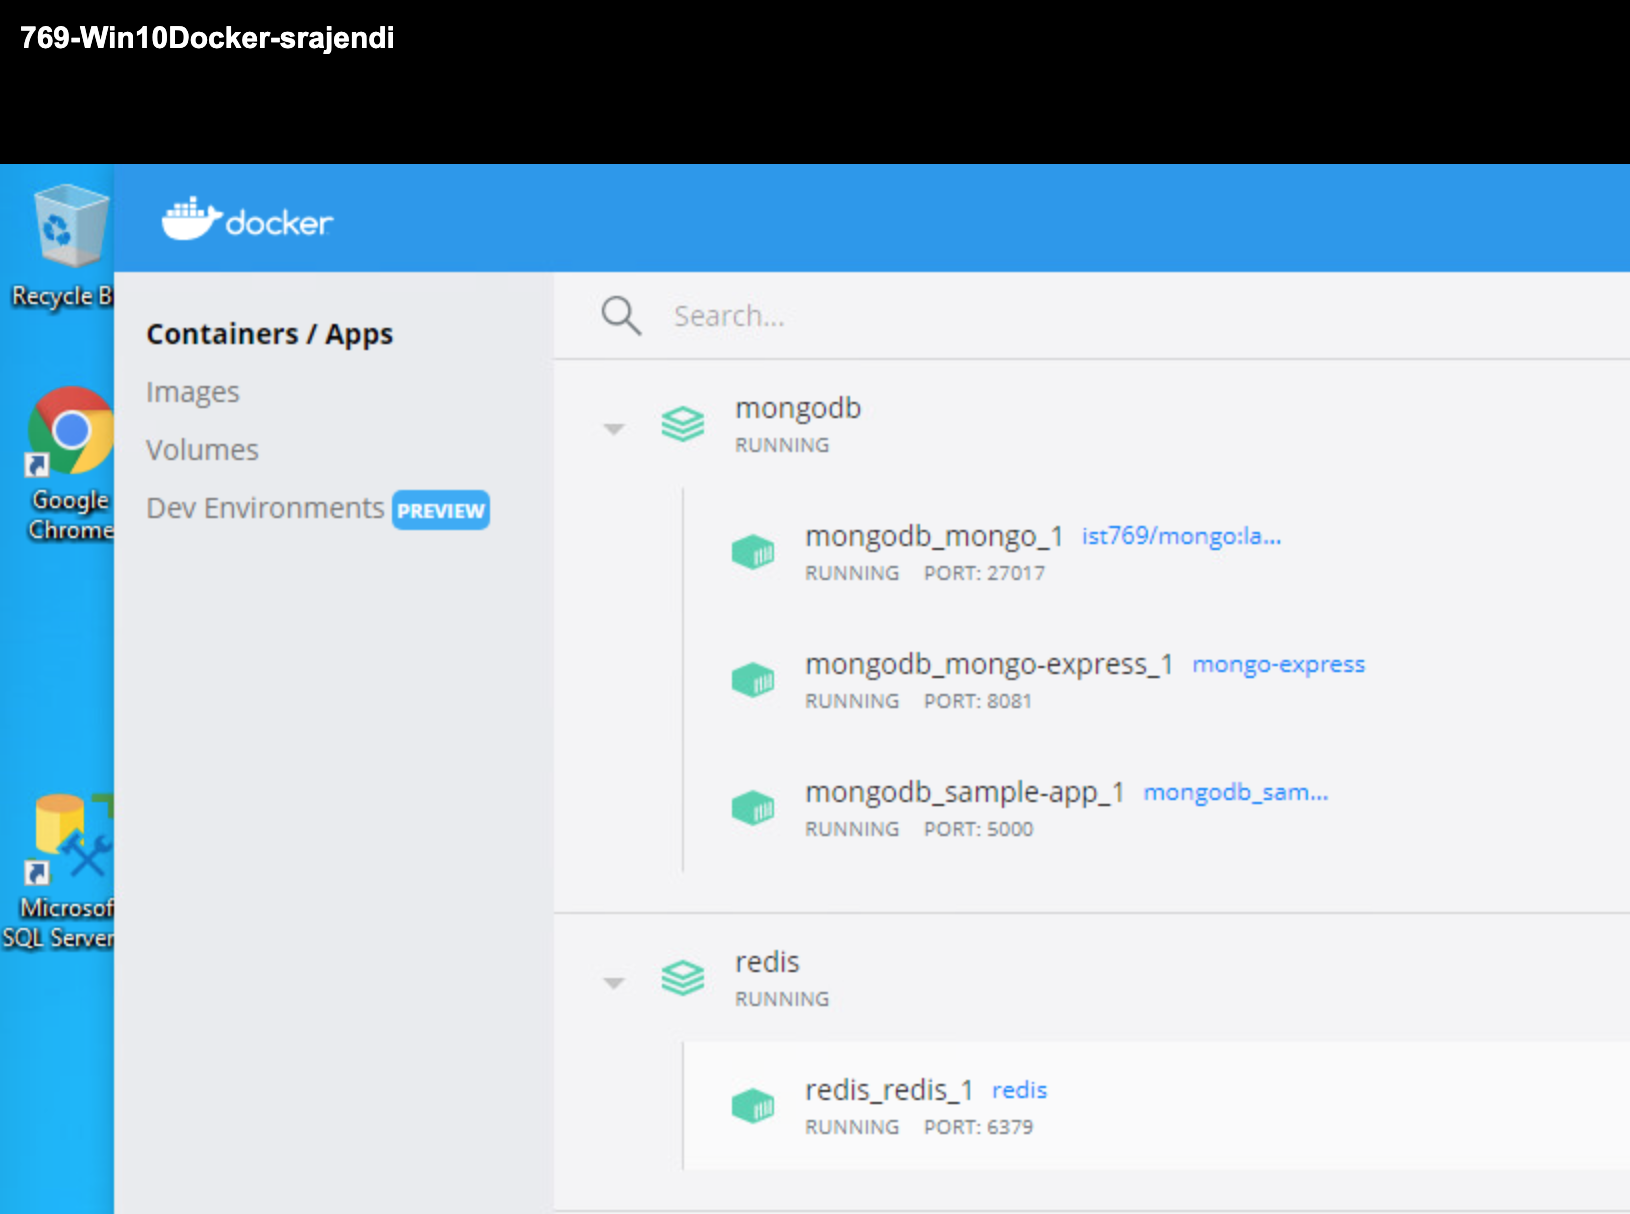 769-Win10Docker-srajendi
docker
Recycle B
Containers / Apps
Images
Volumes
Dev Environments PREVIEW
Google
Chrome
Microsof
SQL Server
Search...
mongodb
RUNNING
mongodb_mongo_1 ist769/mongo:la...
RUNNING PORT: 27017
mongodb_mongo-express_1 mongo-express
RUNNING PORT: 8081
mongodb_sample-app_1 mongodb_sam...
RUNNING PORT: 5000
redis
RUNNING
redis_redis_1 redis
RUNNING PORT: 6379